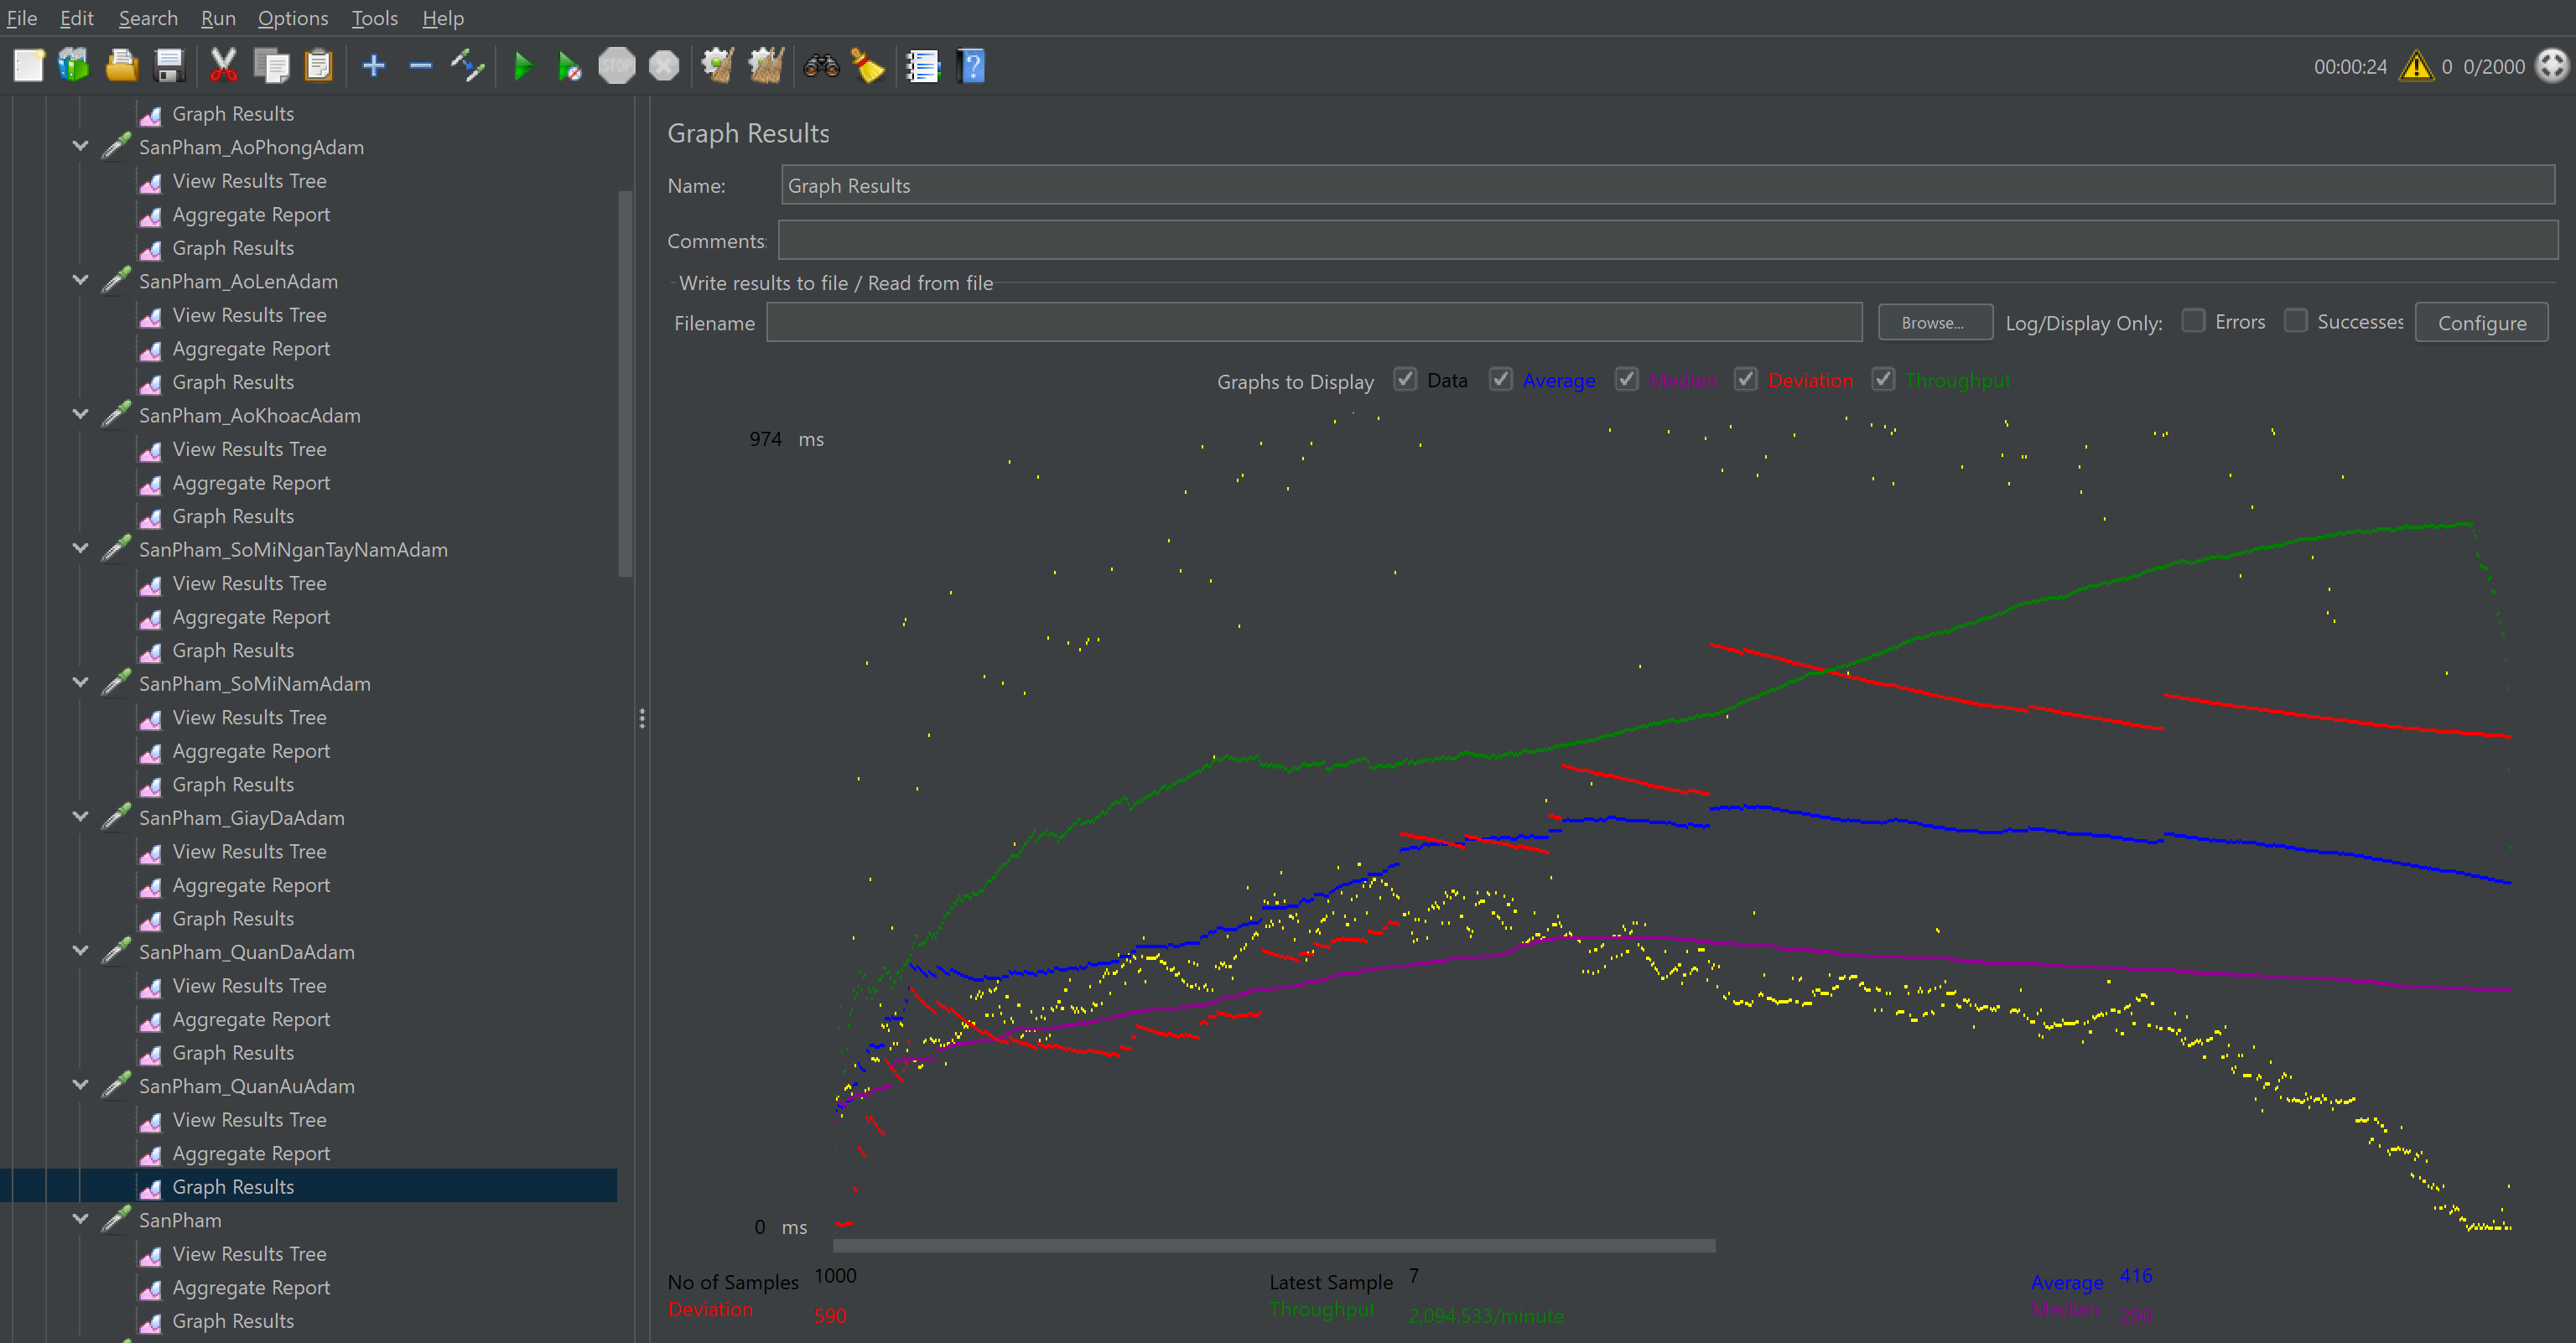 File Edit Search Run Options Tools Help
STOP
00:00:24 0 0/2000
Graph Results
SanPham_AoPhongAdam
View Results Tree
Aggregate Report
Graph Results
SanPham_AoLenAdam
View Results Tree
Aggregate Report
Graph Results
SanPham_AoKhoacAdam
View Results Tree
Aggregate Report
Graph Results
SanPham_SoMiNganTayNamAdam
View Results Tree
Aggregate Report
Graph Results
SanPham_SoMiNamAdam
View Results Tree
Aggregate Report
Graph Results
SanPham_GiayDaAdam
View Results Tree
Aggregate Report
Graph Results
SanPham_QuanDaAdam
View Results Tree
Aggregate Report
Graph Results
SanPham_QuanAuAdam
View Results Tree
Aggregate Report
Graph Results
SanPham
View Results Tree
Aggregate Report
Graph Results
Graph Results
Name: Graph Results
Comments:
Write results to file / Read from file
Filename Browse... Log/Display Only: Errors Successes Configure
Graphs to Display Data Average Median Deviation Throughput
974 ms
0 ms
No of Samples 1000 Latest Sample 7 Average 416
Deviation 590 Throughput 2,094.533/minute Median 290